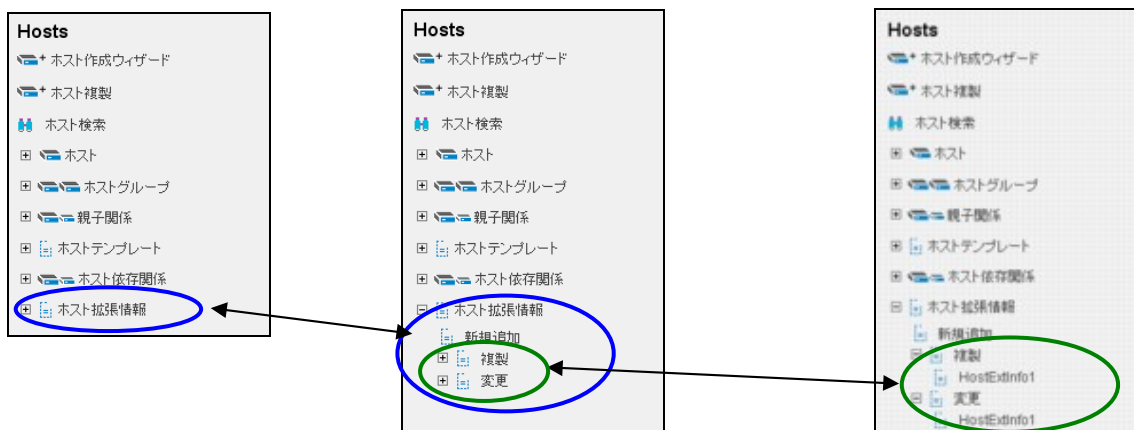 Hosts
ホスト作成ウィザード
ホスト複製
ホスト検索
ホスト
ホストグループ
親子関係
ホストテンプレート
ホスト依存関係
ホスト拡張情報
Hosts
ホスト作成ウィザード
ホスト複製
ホスト検索
ホスト
ホストグループ
親子関係
ホストテンプレート
ホスト依存関係
ホスト拡張情報
新規追加
複製
変更
Hosts
ホスト作成ウィザード
ホスト複製
ホスト検索
ホスト
ホストグループ
親子関係
ホストテンプレート
ホスト依存関係
ホスト拡張情報
新規追加
複製
HostExtInfo1
変更
HostExtInfo1